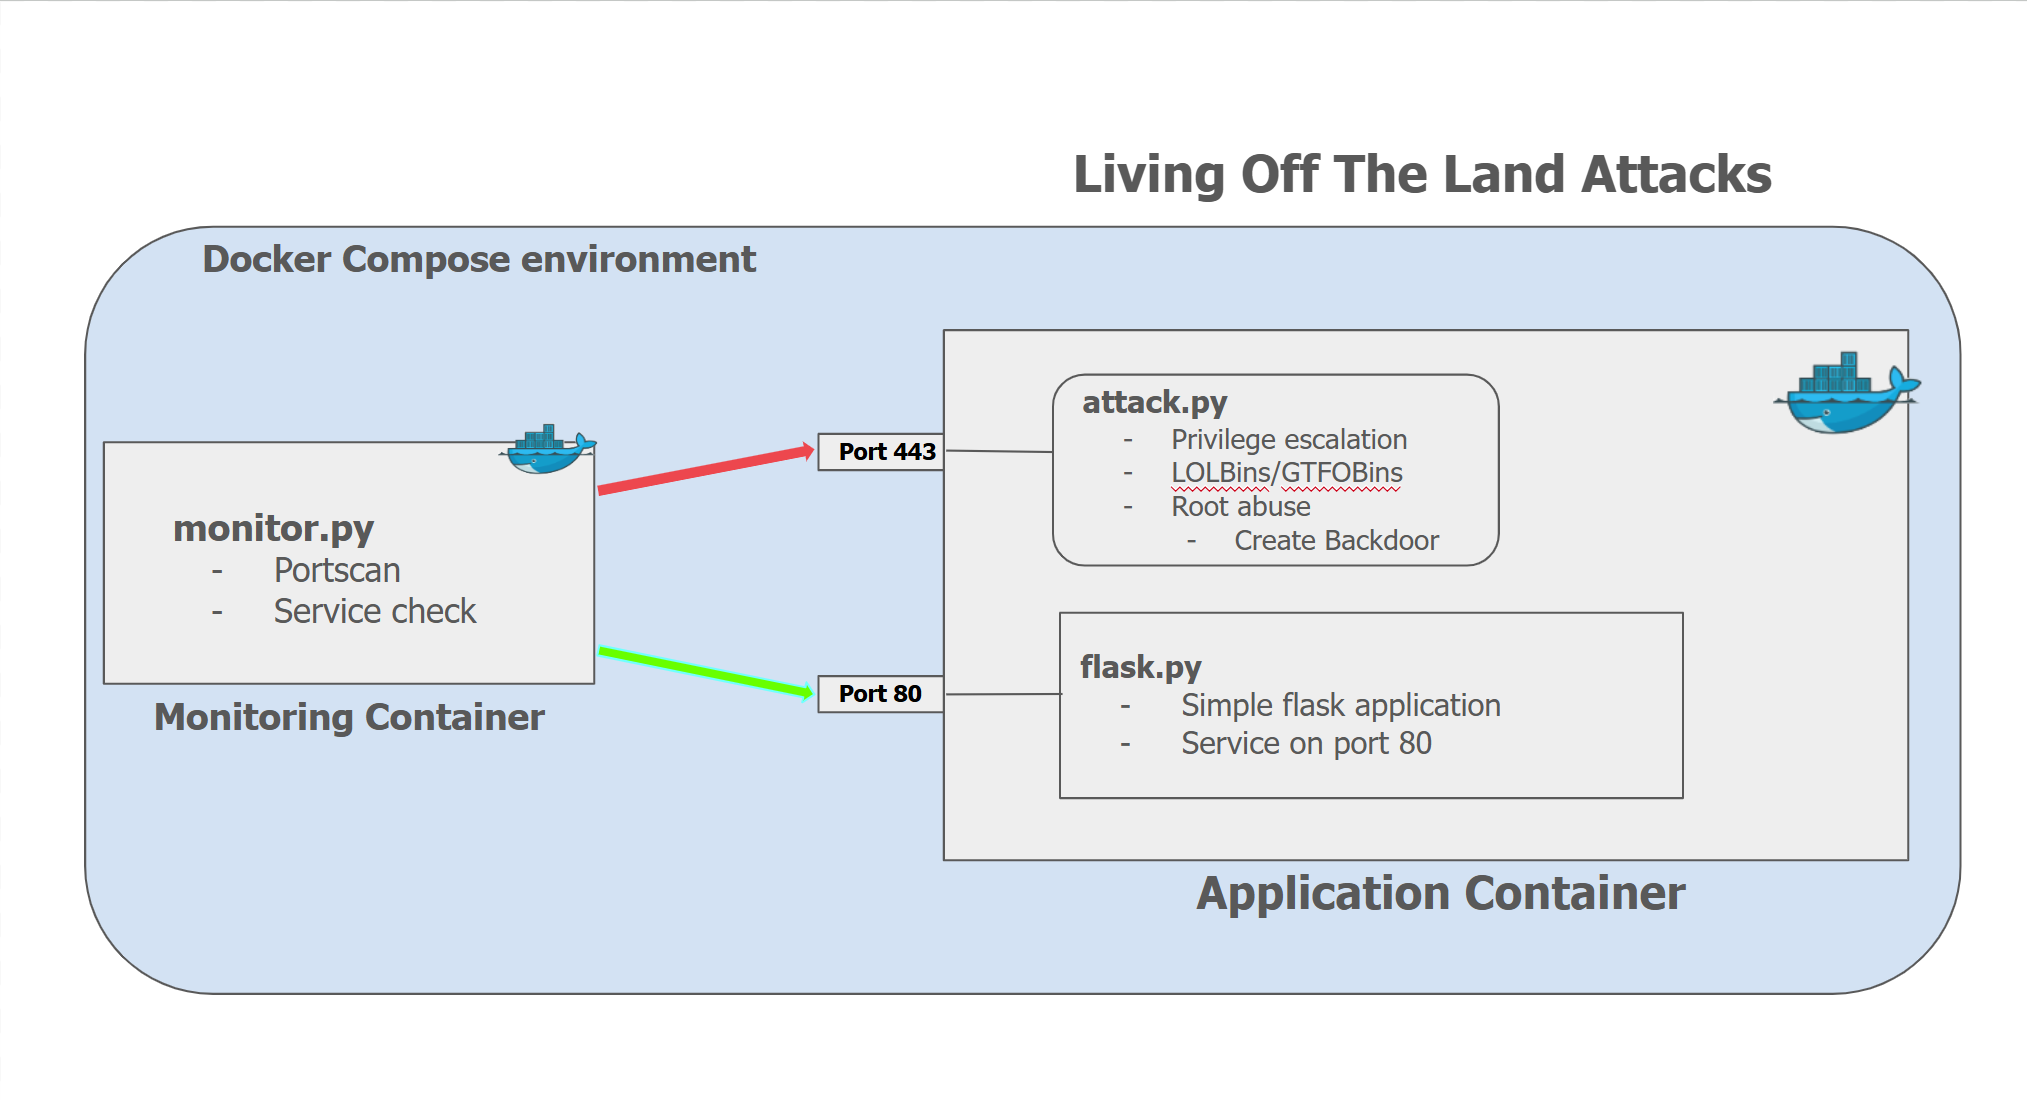 Living Off The Land Attacks
Docker Compose environment
monitor.py
- Portscan
- Service check
Monitoring Container
Port 443
Port 80
attack.py
- Privilege escalation
- LOLBins/GTFOBins
- Root abuse
- Create Backdoor
flask.py
- Simple flask application
- Service on port 80
Application Container